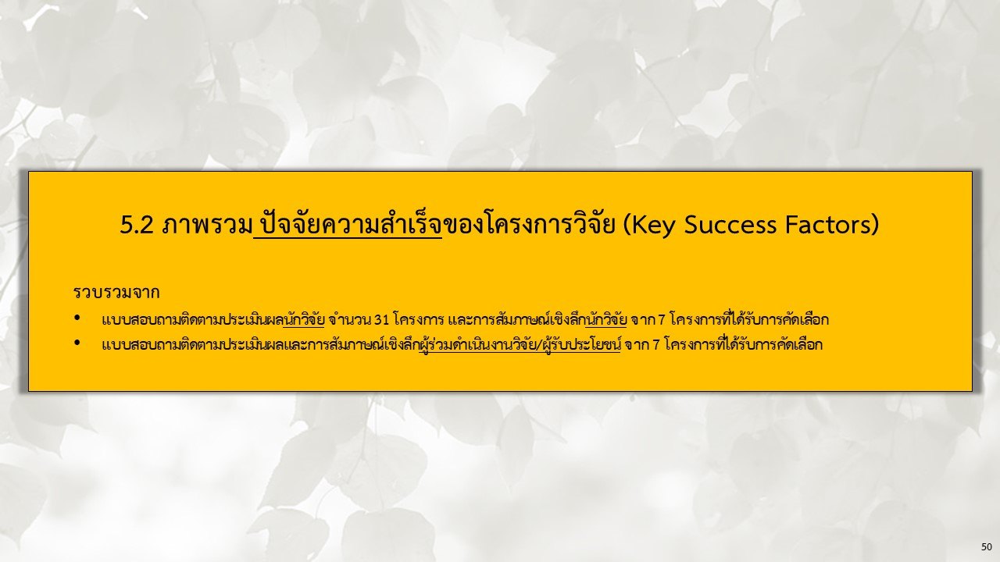 5.2 ภาพรวม ปัจจัยความสำเร็จของโครงการวิจัย (Key Success Factors)
รวบรวมจาก
• แบบสอบถามติดตามประเมินผลนักวิจัย จำนวน 31 โครงการ และการสัมภาษณ์เชิงลึกนักวิจัย จาก 7 โครงการที่ได้รับการคัดเลือก
• แบบสอบถามติดตามประเมินผลและการสัมภาษณ์เชิงลึกผู้ร่วมดำเนินงานวิจัย/ผู้รับประโยชน์ จาก 7 โครงการที่ได้รับการคัดเลือก
50